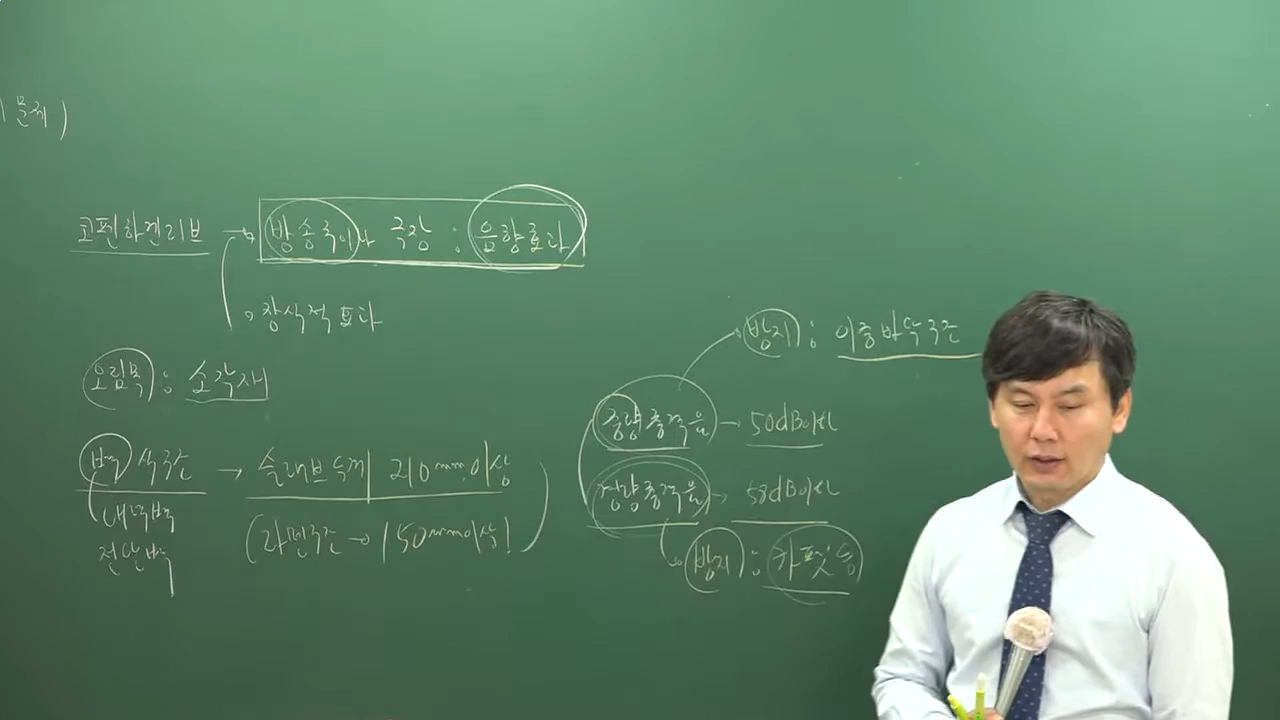 문제)
코펜하겐리브 → 방송국이나 극장 : 음향효과
장식적 효과
오림목 : 조각재
벽식구조 → 슬래브두께 210mm이상
내력벽
전단벽
(라멘구조 → 150mm이상)
방지 : 이중바닥구조
중량충격음 → 50dB이하
경량충격음 → 58dB이하
방지 : 카펫 등